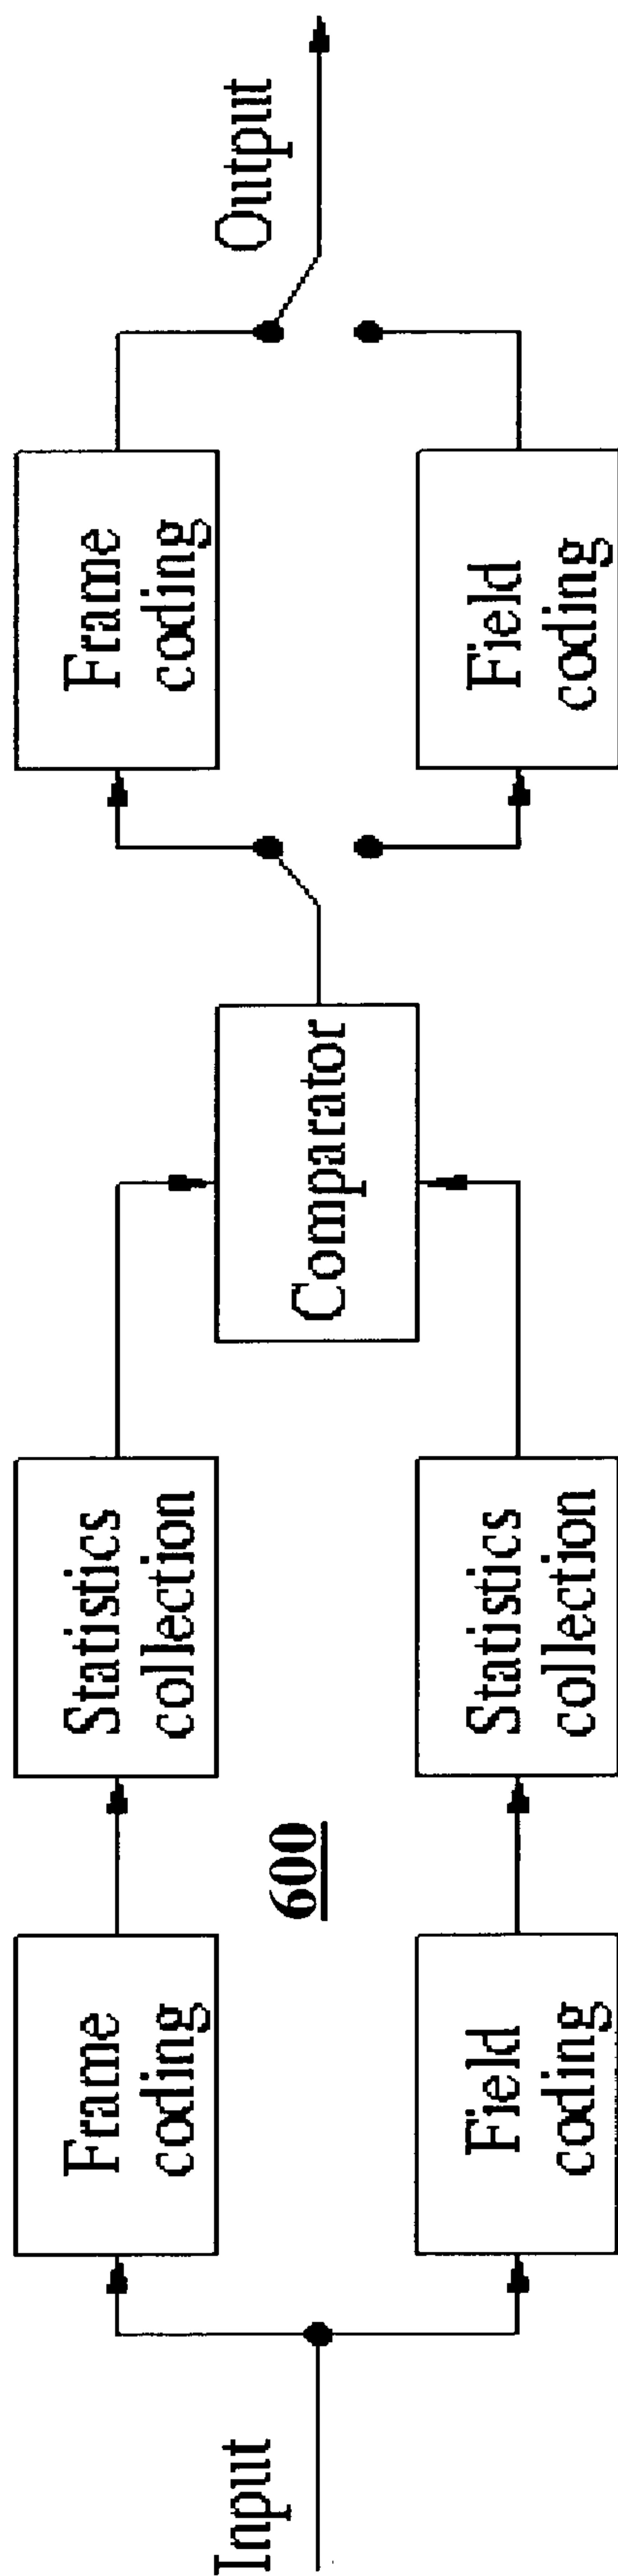 Input
Frame
coding
Field
coding
600
Statistics
collection
Statistics
collection
Comparator
Frame
coding
Field
coding
Output